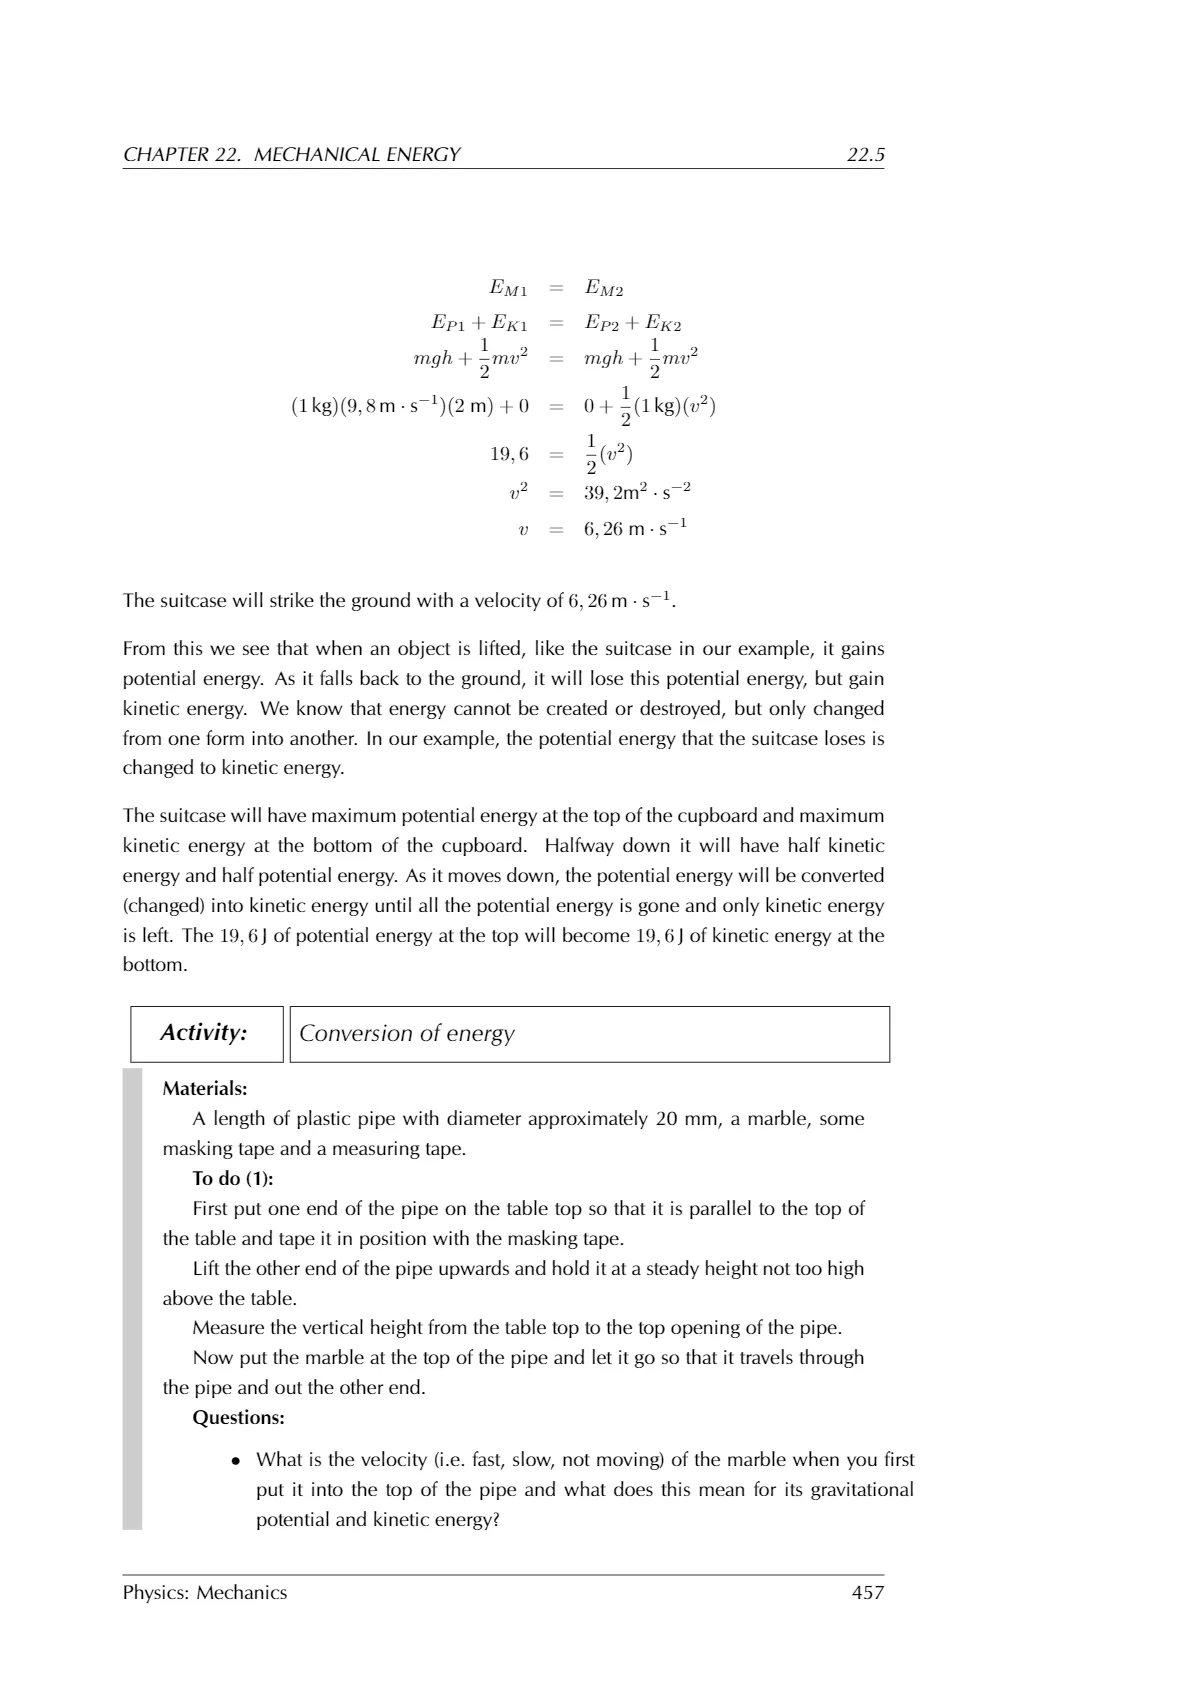 CHAPTER 22. MECHANICAL ENERGY 22.5
E_{M1} = E_{M2}
E_{P1} + E_{K1} = E_{P2} + E_{K2}
mgh + \frac{1}{2}mv^2 = mgh + \frac{1}{2}mv^2
(1 kg)(9, 8 m · s^{−1})(2 m) + 0 = 0 + \frac{1}{2}(1 kg)(v^2)
19, 6 = \frac{1}{2}(v^2)
v^2 = 39, 2m^2 · s^{−2}
v = 6, 26 m · s^{−1}
The suitcase will strike the ground with a velocity of 6, 26 m · s^{−1}.
From this we see that when an object is lifted, like the suitcase in our example, it gains
potential energy. As it falls back to the ground, it will lose this potential energy, but gain
kinetic energy. We know that energy cannot be created or destroyed, but only changed
from one form into another. In our example, the potential energy that the suitcase loses is
changed to kinetic energy.
The suitcase will have maximum potential energy at the top of the cupboard and maximum
kinetic energy at the bottom of the cupboard. Halfway down it will have half kinetic
energy and half potential energy. As it moves down, the potential energy will be converted
(changed) into kinetic energy until all the potential energy is gone and only kinetic energy
is left. The 19, 6 J of potential energy at the top will become 19, 6 J of kinetic energy at the
bottom.
Activity: Conversion of energy
Materials:
A length of plastic pipe with diameter approximately 20 mm, a marble, some
masking tape and a measuring tape.
To do (1):
First put one end of the pipe on the table top so that it is parallel to the top of
the table and tape it in position with the masking tape.
Lift the other end of the pipe upwards and hold it at a steady height not too high
above the table.
Measure the vertical height from the table top to the top opening of the pipe.
Now put the marble at the top of the pipe and let it go so that it travels through
the pipe and out the other end.
Questions:
• What is the velocity (i.e. fast, slow, not moving) of the marble when you first
put it into the top of the pipe and what does this mean for its gravitational
potential and kinetic energy?
Physics: Mechanics 457